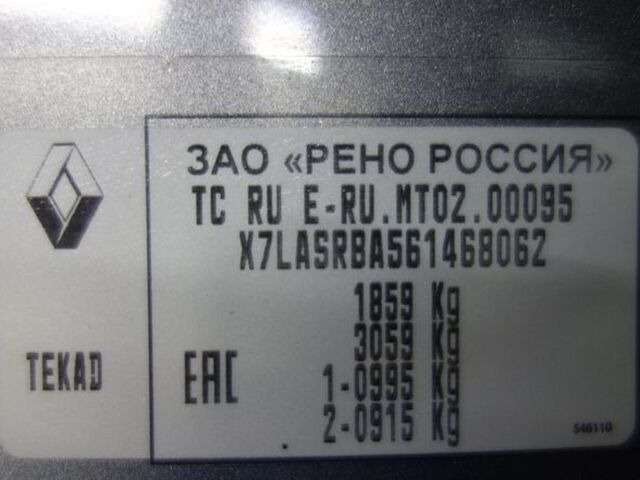 ЗАО «РЕНО РОССИЯ»
TC RU E-RU.MT02.00095
X7LASRBA561468062
1859 Kg
3059 Kg
1-0995 Kg
2-0915 Kg
TEKAD
EAC
546110